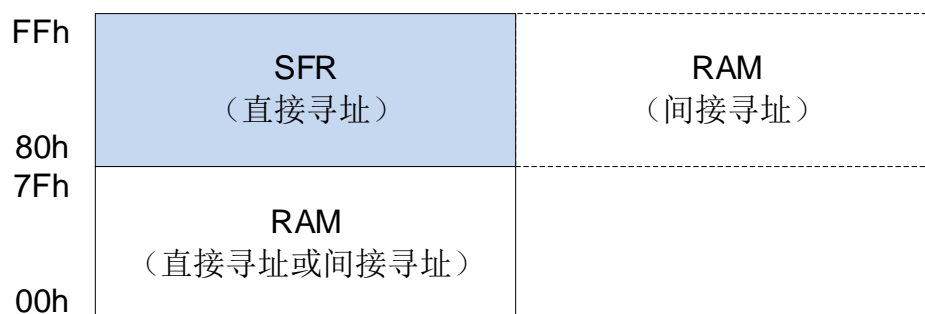 FFh
SFR
（直接寻址）
RAM
（间接寻址）
80h
7Fh
RAM
（直接寻址或间接寻址）
00h